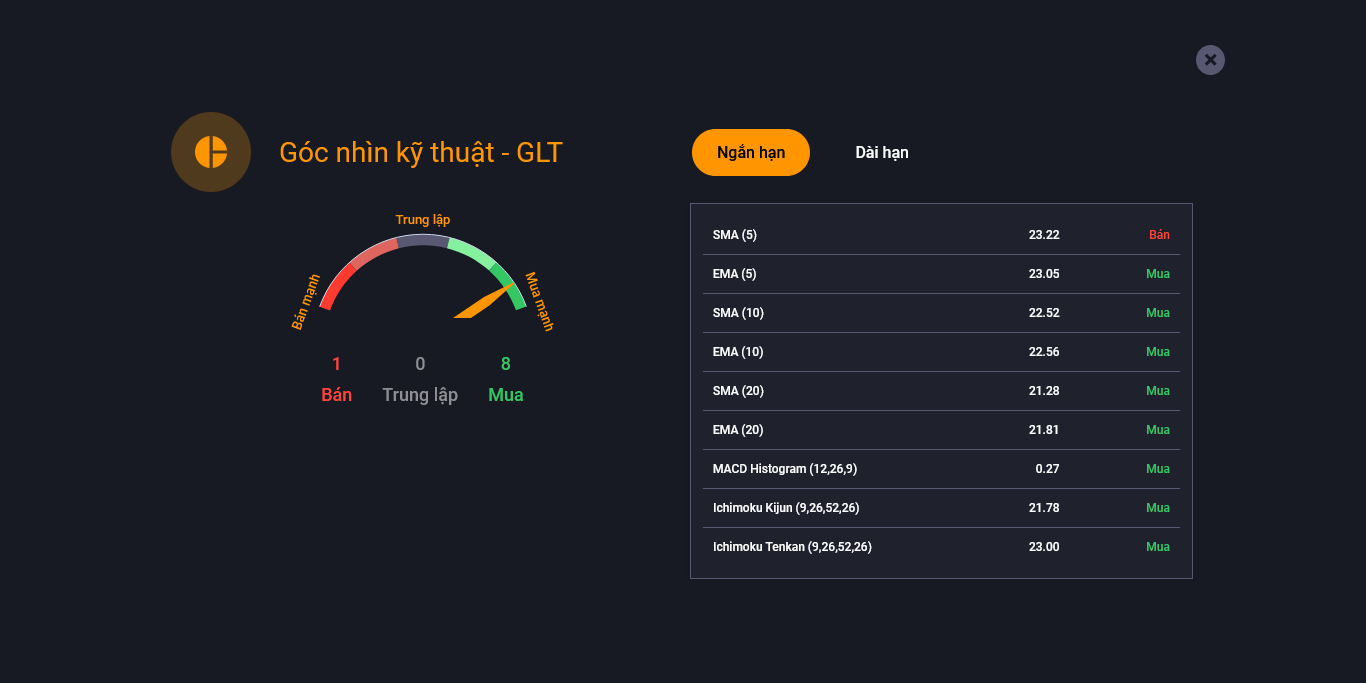 Góc nhìn kỹ thuật - GLT
Trung lập
Bán mạnh
Mua mạnh
1 0 8
Bán Trung lập Mua
Ngắn hạn Dài hạn
SMA (5) 23.22 Bán
EMA (5) 23.05 Mua
SMA (10) 22.52 Mua
EMA (10) 22.56 Mua
SMA (20) 21.28 Mua
EMA (20) 21.81 Mua
MACD Histogram (12,26,9) 0.27 Mua
Ichimoku Kijun (9,26,52,26) 21.78 Mua
Ichimoku Tenkan (9,26,52,26) 23.00 Mua